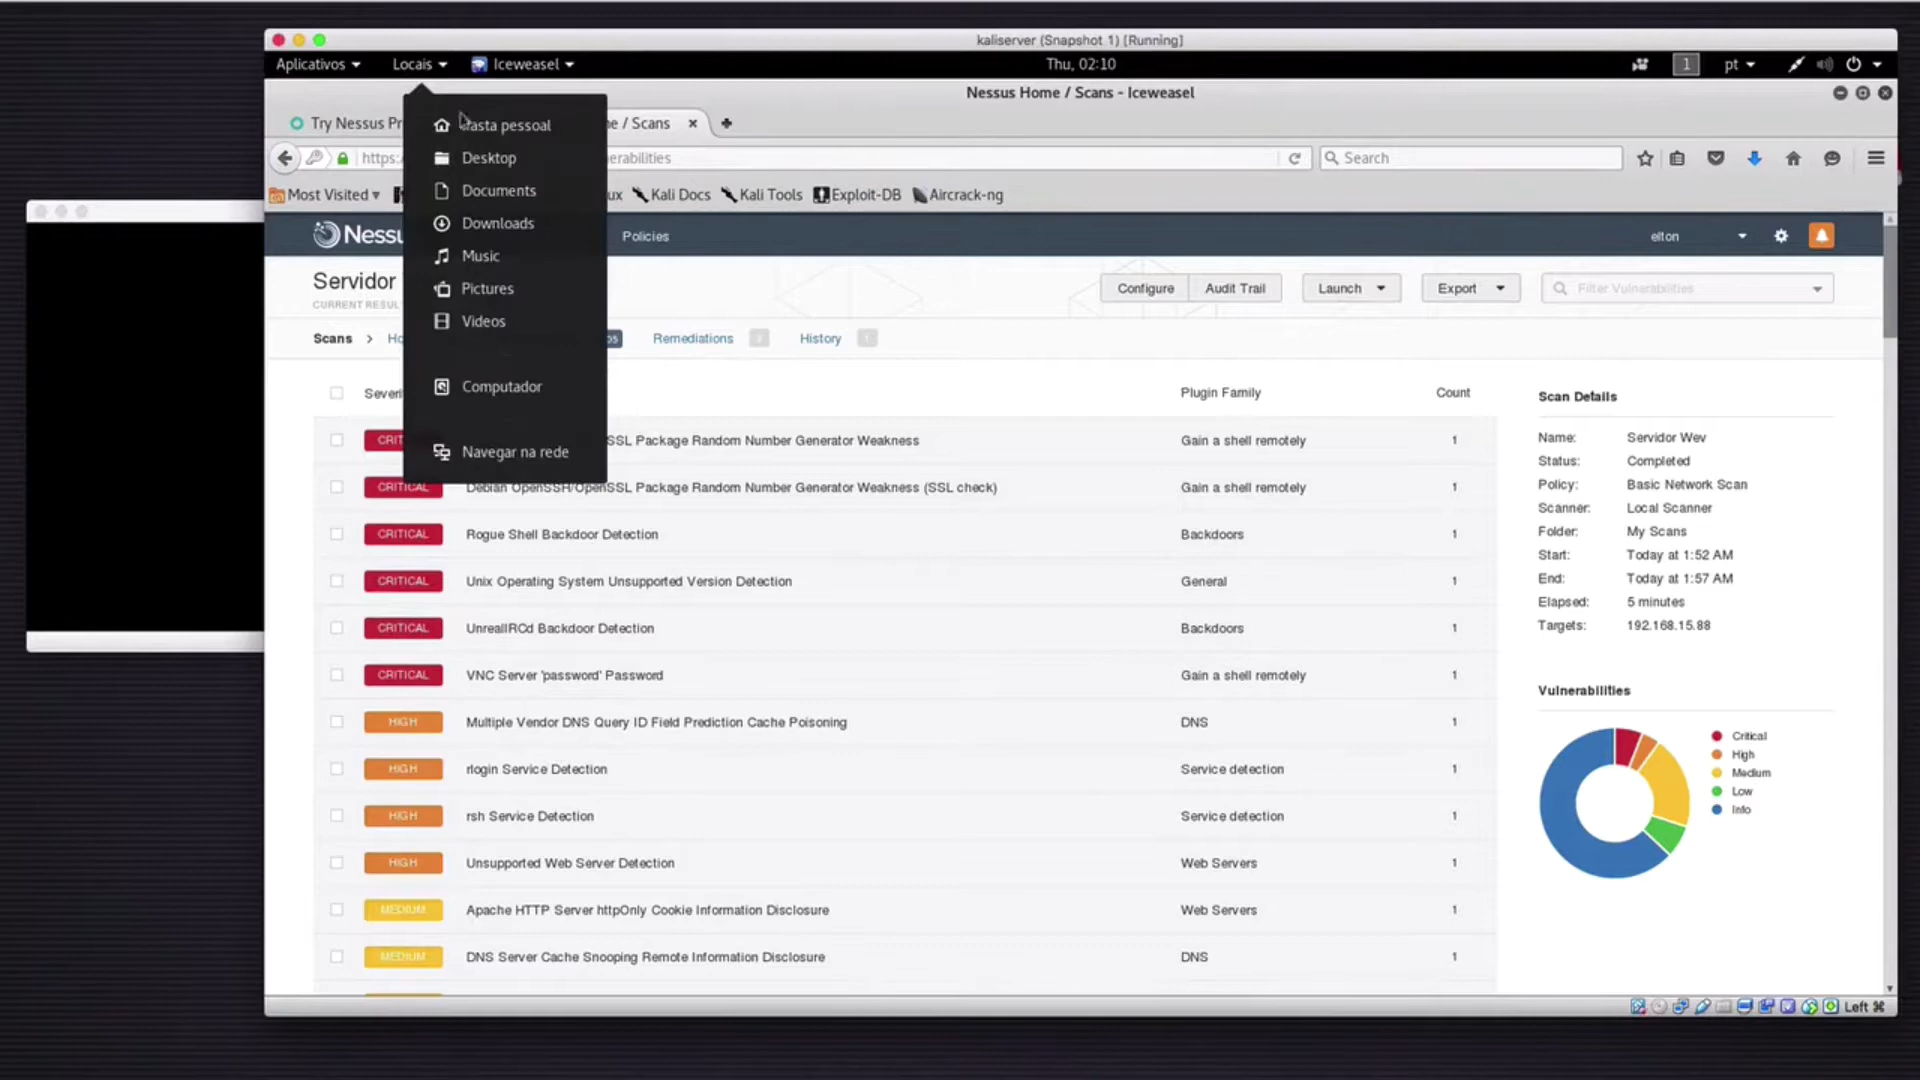 kaliserver (Snapshot 1) [Running]
Aplicativos Locais Iceweasel Thu, 02:10 1 pt
Nessus Home / Scans - Iceweasel
Try Nessus Pr
/ Scans
https:
erabilities
Search
Most Visited
Kali Docs Kali Tools Exploit-DB Aircrack-ng
pasta pessoal
Desktop
Documents
Downloads
Music
Pictures
Videos
Computador
Navegar na rede
Policies elton
Servidor
Configure Audit Trail Launch Export Filter Vulnerabilities
CURRENT RESUL
Scans > Remediations History 1
Severi Plugin Family Count
CRIT SSL Package Random Number Generator Weakness Gain a shell remotely 1
CRITICAL Debian OpenSSH/OpenSSL Package Random Number Generator Weakness (SSL check) Gain a shell remotely 1
CRITICAL Rogue Shell Backdoor Detection Backdoors 1
CRITICAL Unix Operating System Unsupported Version Detection General 1
CRITICAL UnrealIRCd Backdoor Detection Backdoors 1
CRITICAL VNC Server 'password' Password Gain a shell remotely 1
HIGH Multiple Vendor DNS Query ID Field Prediction Cache Poisoning DNS 1
HIGH rlogin Service Detection Service detection 1
HIGH rsh Service Detection Service detection 1
HIGH Unsupported Web Server Detection Web Servers 1
MEDIUM Apache HTTP Server httpOnly Cookie Information Disclosure Web Servers 1
MEDIUM DNS Server Cache Snooping Remote Information Disclosure DNS 1
Scan Details
Name: Servidor Wev
Status: Completed
Policy: Basic Network Scan
Scanner: Local Scanner
Folder: My Scans
Start: Today at 1:52 AM
End: Today at 1:57 AM
Elapsed: 5 minutes
Targets: 192.168.15.88
Vulnerabilities
Critical
High
Medium
Low
Info
Left ⌘